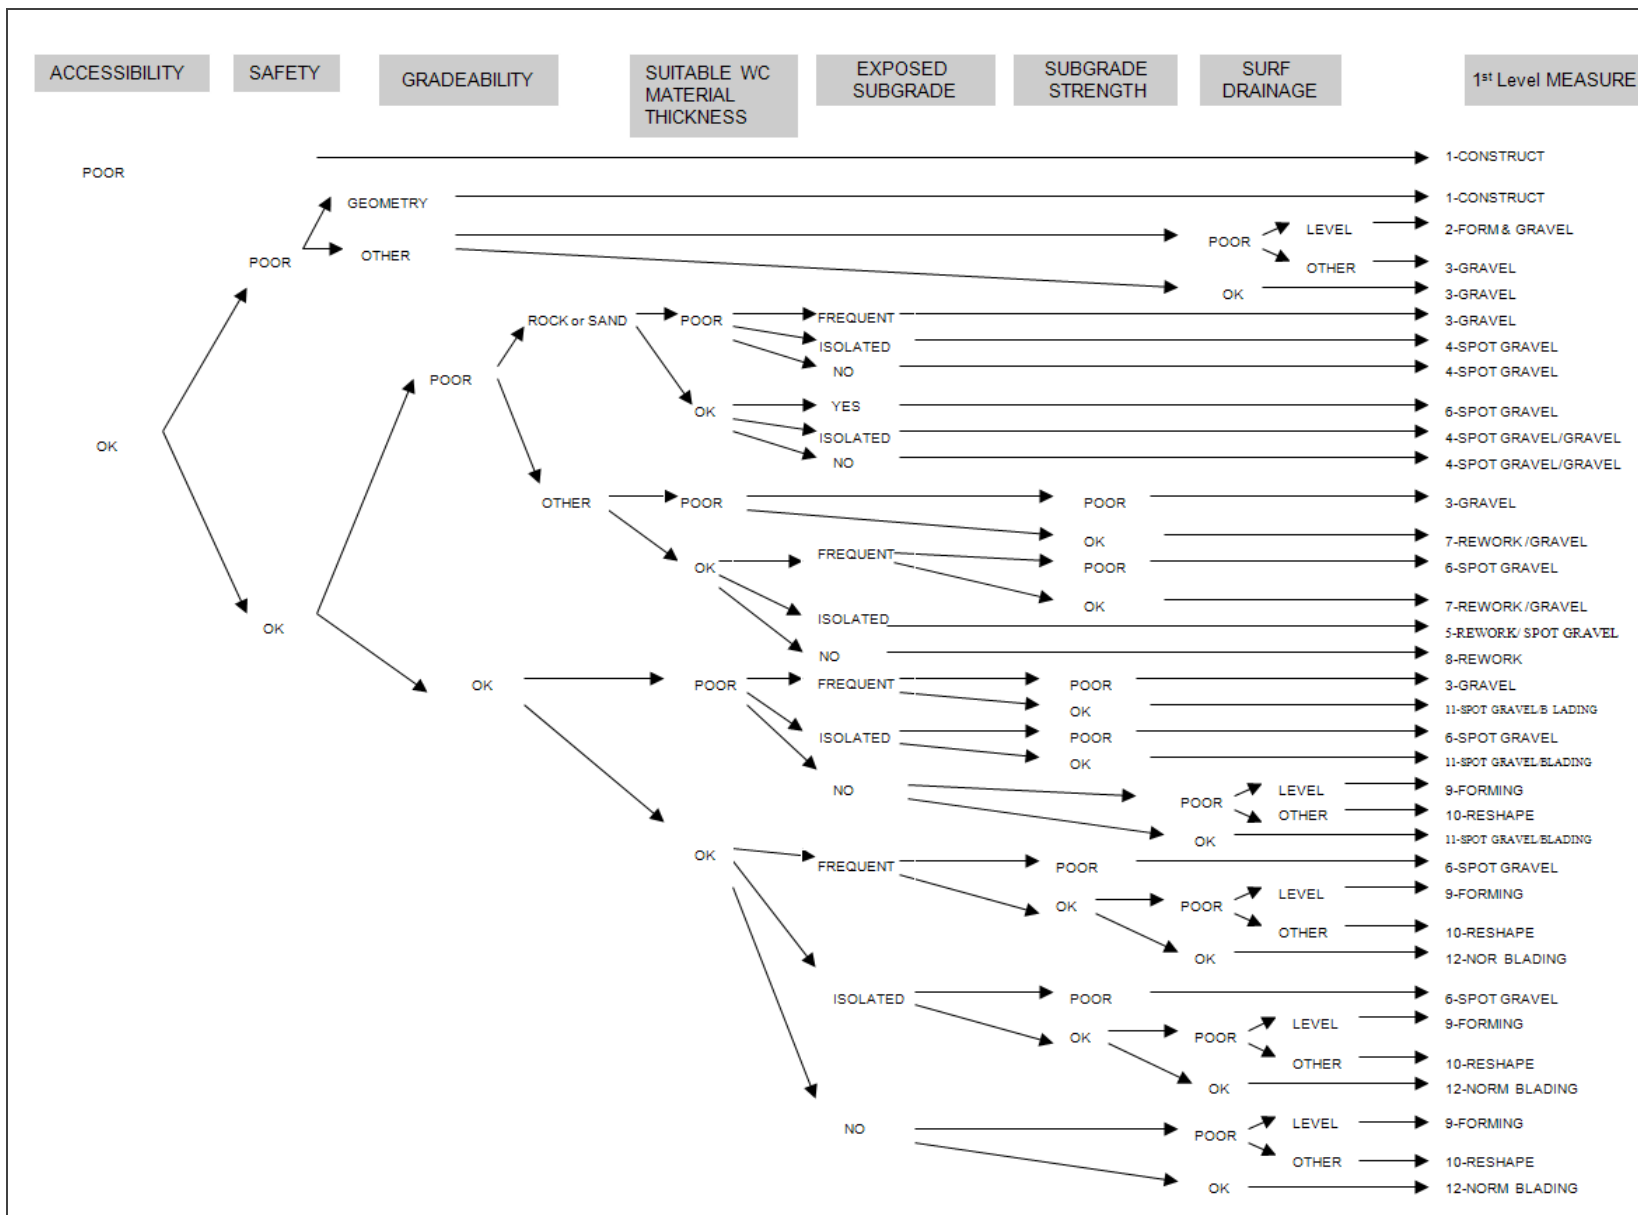 ACCESSIBILITY
SAFETY
GRADEABILITY
SUITABLE WC
MATERIAL
THICKNESS
EXPOSED
SUBGRADE
SUBGRADE
STRENGTH
SURF
DRAINAGE
1st Level MEASURE
POOR
1-CONSTRUCT
GEOMETRY
1-CONSTRUCT
POOR
OTHER
POOR
LEVEL
2-FORM & GRAVEL
OTHER
3-GRAVEL
OK
3-GRAVEL
ROCK or SAND
POOR
FREQUENT
3-GRAVEL
ISOLATED
4-SPOT GRAVEL
POOR
NO
4-SPOT GRAVEL
OK
YES
6-SPOT GRAVEL
OK
ISOLATED
4-SPOT GRAVEL/GRAVEL
NO
4-SPOT GRAVEL/GRAVEL
OTHER
POOR
POOR
3-GRAVEL
OK
7-REWORK/GRAVEL
OK
FREQUENT
POOR
6-SPOT GRAVEL
OK
7-REWORK/GRAVEL
OK
ISOLATED
5-REWORK/ SPOT GRAVEL
NO
8-REWORK
OK
POOR
FREQUENT
POOR
3-GRAVEL
OK
11-SPOT GRAVEL/B LADING
ISOLATED
POOR
6-SPOT GRAVEL
OK
11-SPOT GRAVEL/BLADING
NO
POOR
LEVEL
9-FORMING
OTHER
10-RESHAPE
OK
11-SPOT GRAVEL/BLADING
OK
FREQUENT
POOR
6-SPOT GRAVEL
OK
POOR
LEVEL
9-FORMING
OTHER
10-RESHAPE
OK
12-NOR BLADING
ISOLATED
POOR
6-SPOT GRAVEL
OK
POOR
LEVEL
9-FORMING
OTHER
10-RESHAPE
OK
12-NORM BLADING
NO
POOR
LEVEL
9-FORMING
OTHER
10-RESHAPE
OK
12-NORM BLADING